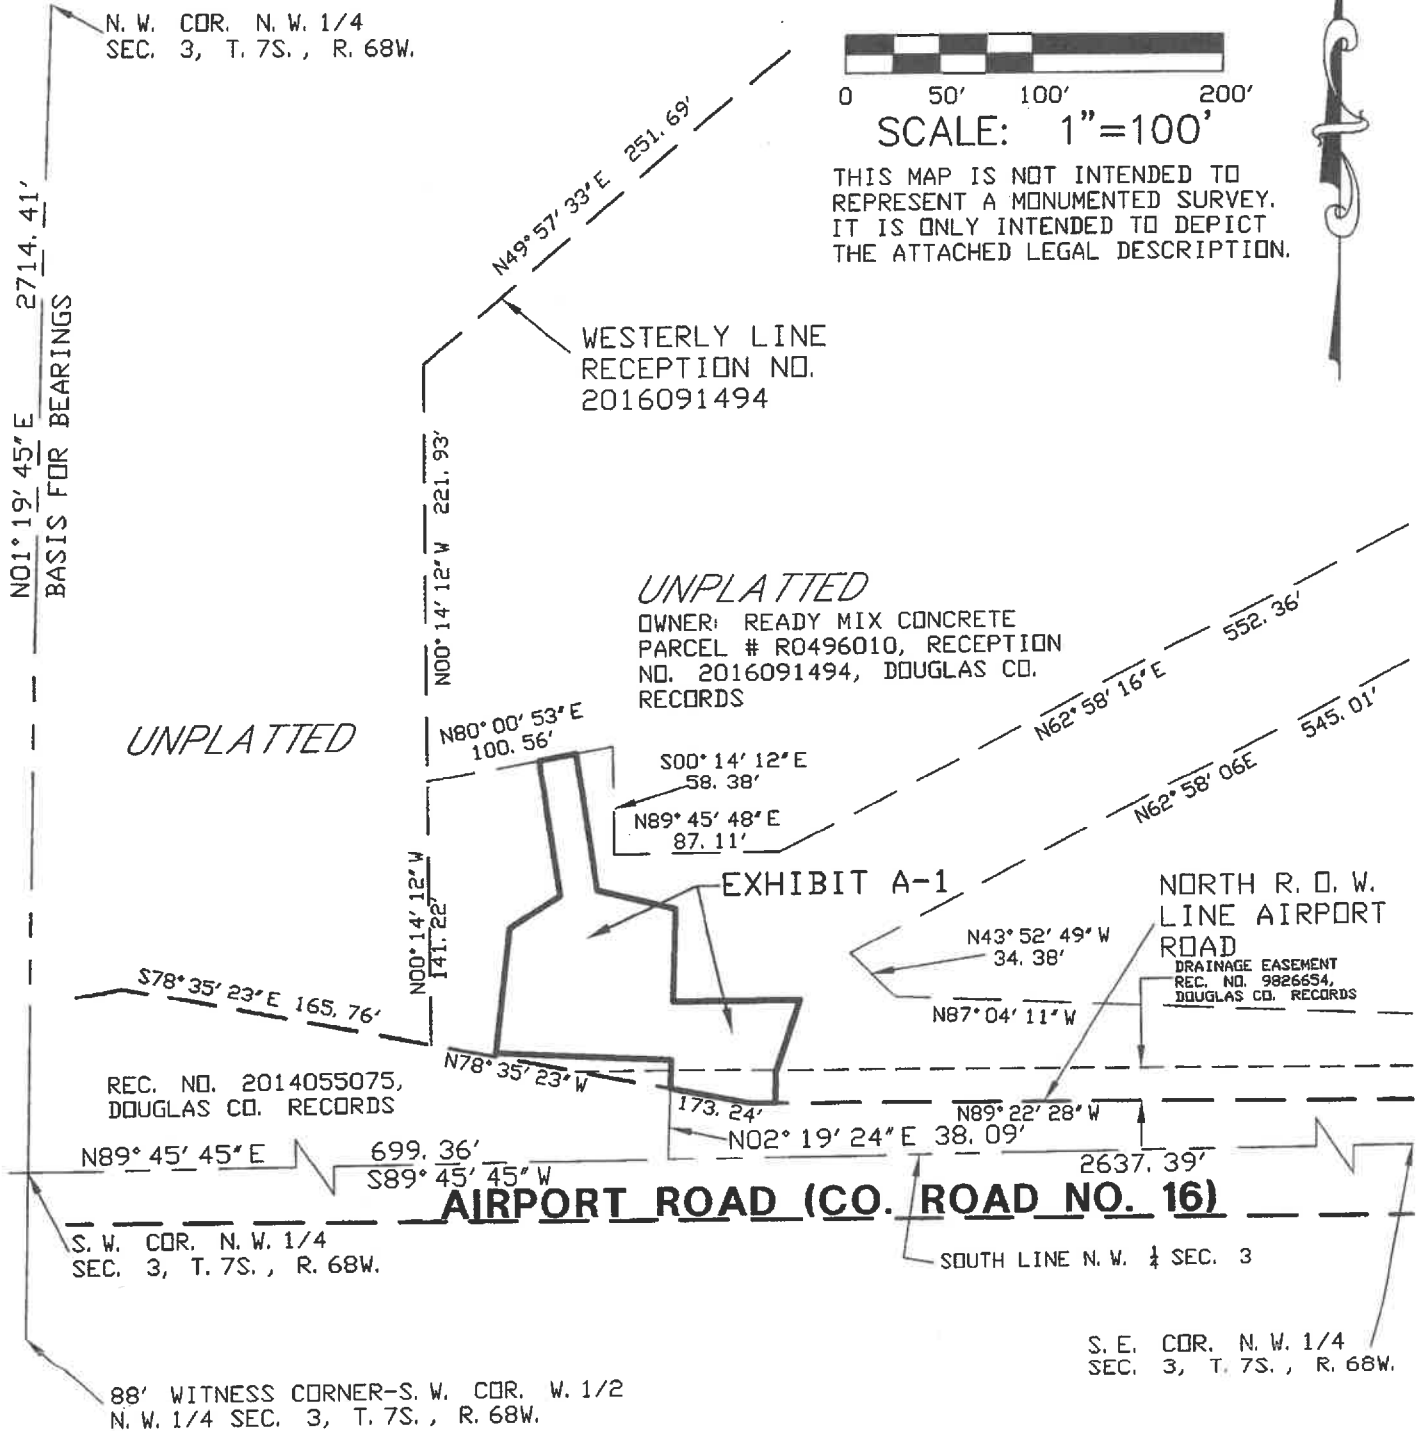 N. W. COR. N. W. 1/4
SEC. 3, T. 7S., R. 68W.
0 50' 100' 200'
SCALE: 1"=100'
THIS MAP IS NOT INTENDED TO
REPRESENT A MONUMENTED SURVEY.
IT IS ONLY INTENDED TO DEPICT
THE ATTACHED LEGAL DESCRIPTION.
N01°19'45"E 2714.41'
BASIS FOR BEARINGS
N49°57'33"E 251.69'
WESTERLY LINE
RECEPTION NO.
2016091494
N00°14'12"W 221.93'
UNPLATTED
OWNER: READY MIX CONCRETE
PARCEL # R0496010, RECEPTION
NO. 2016091494, DOUGLAS CO.
RECORDS
N62°58'16"E 552.36'
N62°58'06E 545.01'
UNPLATTED
N80°00'53"E
100.56'
S00°14'12"E
58.38'
N89°45'48"E
87.11'
EXHIBIT A-1
N00°14'12"W
141.22'
NORTH R. O. W.
LINE AIRPORT
ROAD
N43°52'49"W
34.38'
DRAINAGE EASEMENT
REC. NO. 9826654,
DOUGLAS CO. RECORDS
N87°04'11"W
S78°35'23"E 165.76'
N78°35'23"W
173.24'
REC. NO. 2014055075,
DOUGLAS CO. RECORDS
N89°22'28"W
N02°19'24"E 38.09'
N89°45'45"E 699.36'
S89°45'45"W
2637.39'
AIRPORT ROAD (CO. ROAD NO. 16)
S. W. COR. N. W. 1/4
SEC. 3, T. 7S., R. 68W.
SOUTH LINE N. W. ¼ SEC. 3
S. E. COR. N. W. 1/4
SEC. 3, T. 7S., R. 68W.
88' WITNESS CORNER-S. W. COR. W. 1/2
N. W. 1/4 SEC. 3, T. 7S., R. 68W.